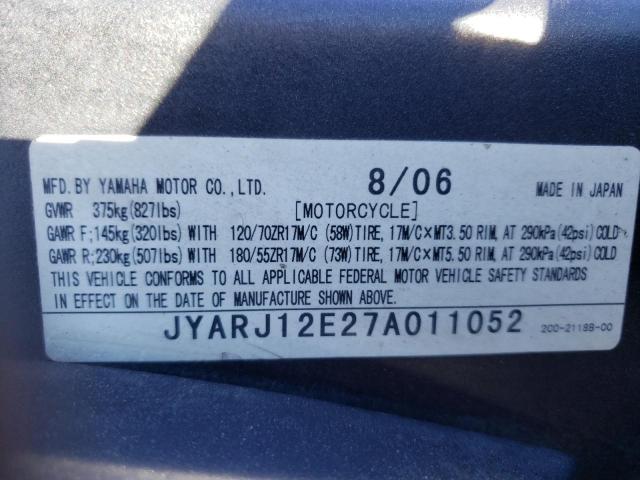 MFD. BY YAMAHA MOTOR CO., LTD. 8/06 MADE IN JAPAN
GVWR 375kg(827lbs) [MOTORCYCLE]
GAWR F;145kg(320lbs) WITH 120/70ZR17M/C (58W)TIRE, 17M/C×MT3.50 RIM, AT 290kPa(42psi) COLD
GAWR R;230kg(507lbs) WITH 180/55ZR17M/C (73W)TIRE, 17M/C×MT5.50 RIM, AT 290kPa(42psi)COLD
THIS VEHICLE CONFORMS TO ALL APPLICABLE FEDERAL MOTOR VEHICLE SAFETY STANDARDS
IN EFFECT ON THE DATE OF MANUFACTURE SHOWN ABOVE.
JYARJ12E27A011052 2C0-2118B-00